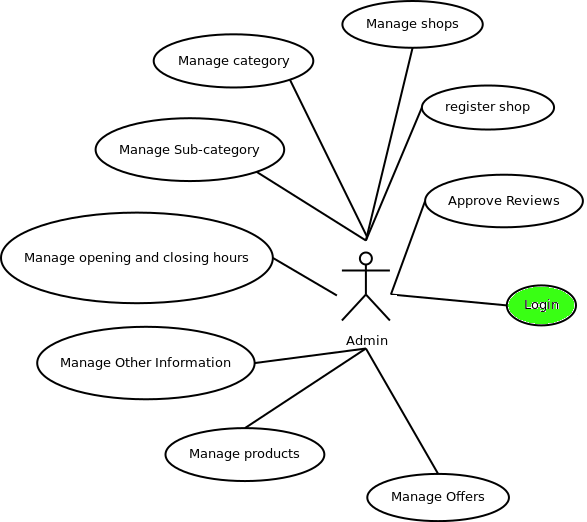 Manage shops
Manage category
register shop
Manage Sub-category
Approve Reviews
Manage opening and closing hours
Login
Admin
Manage Other Information
Manage products
Manage Offers